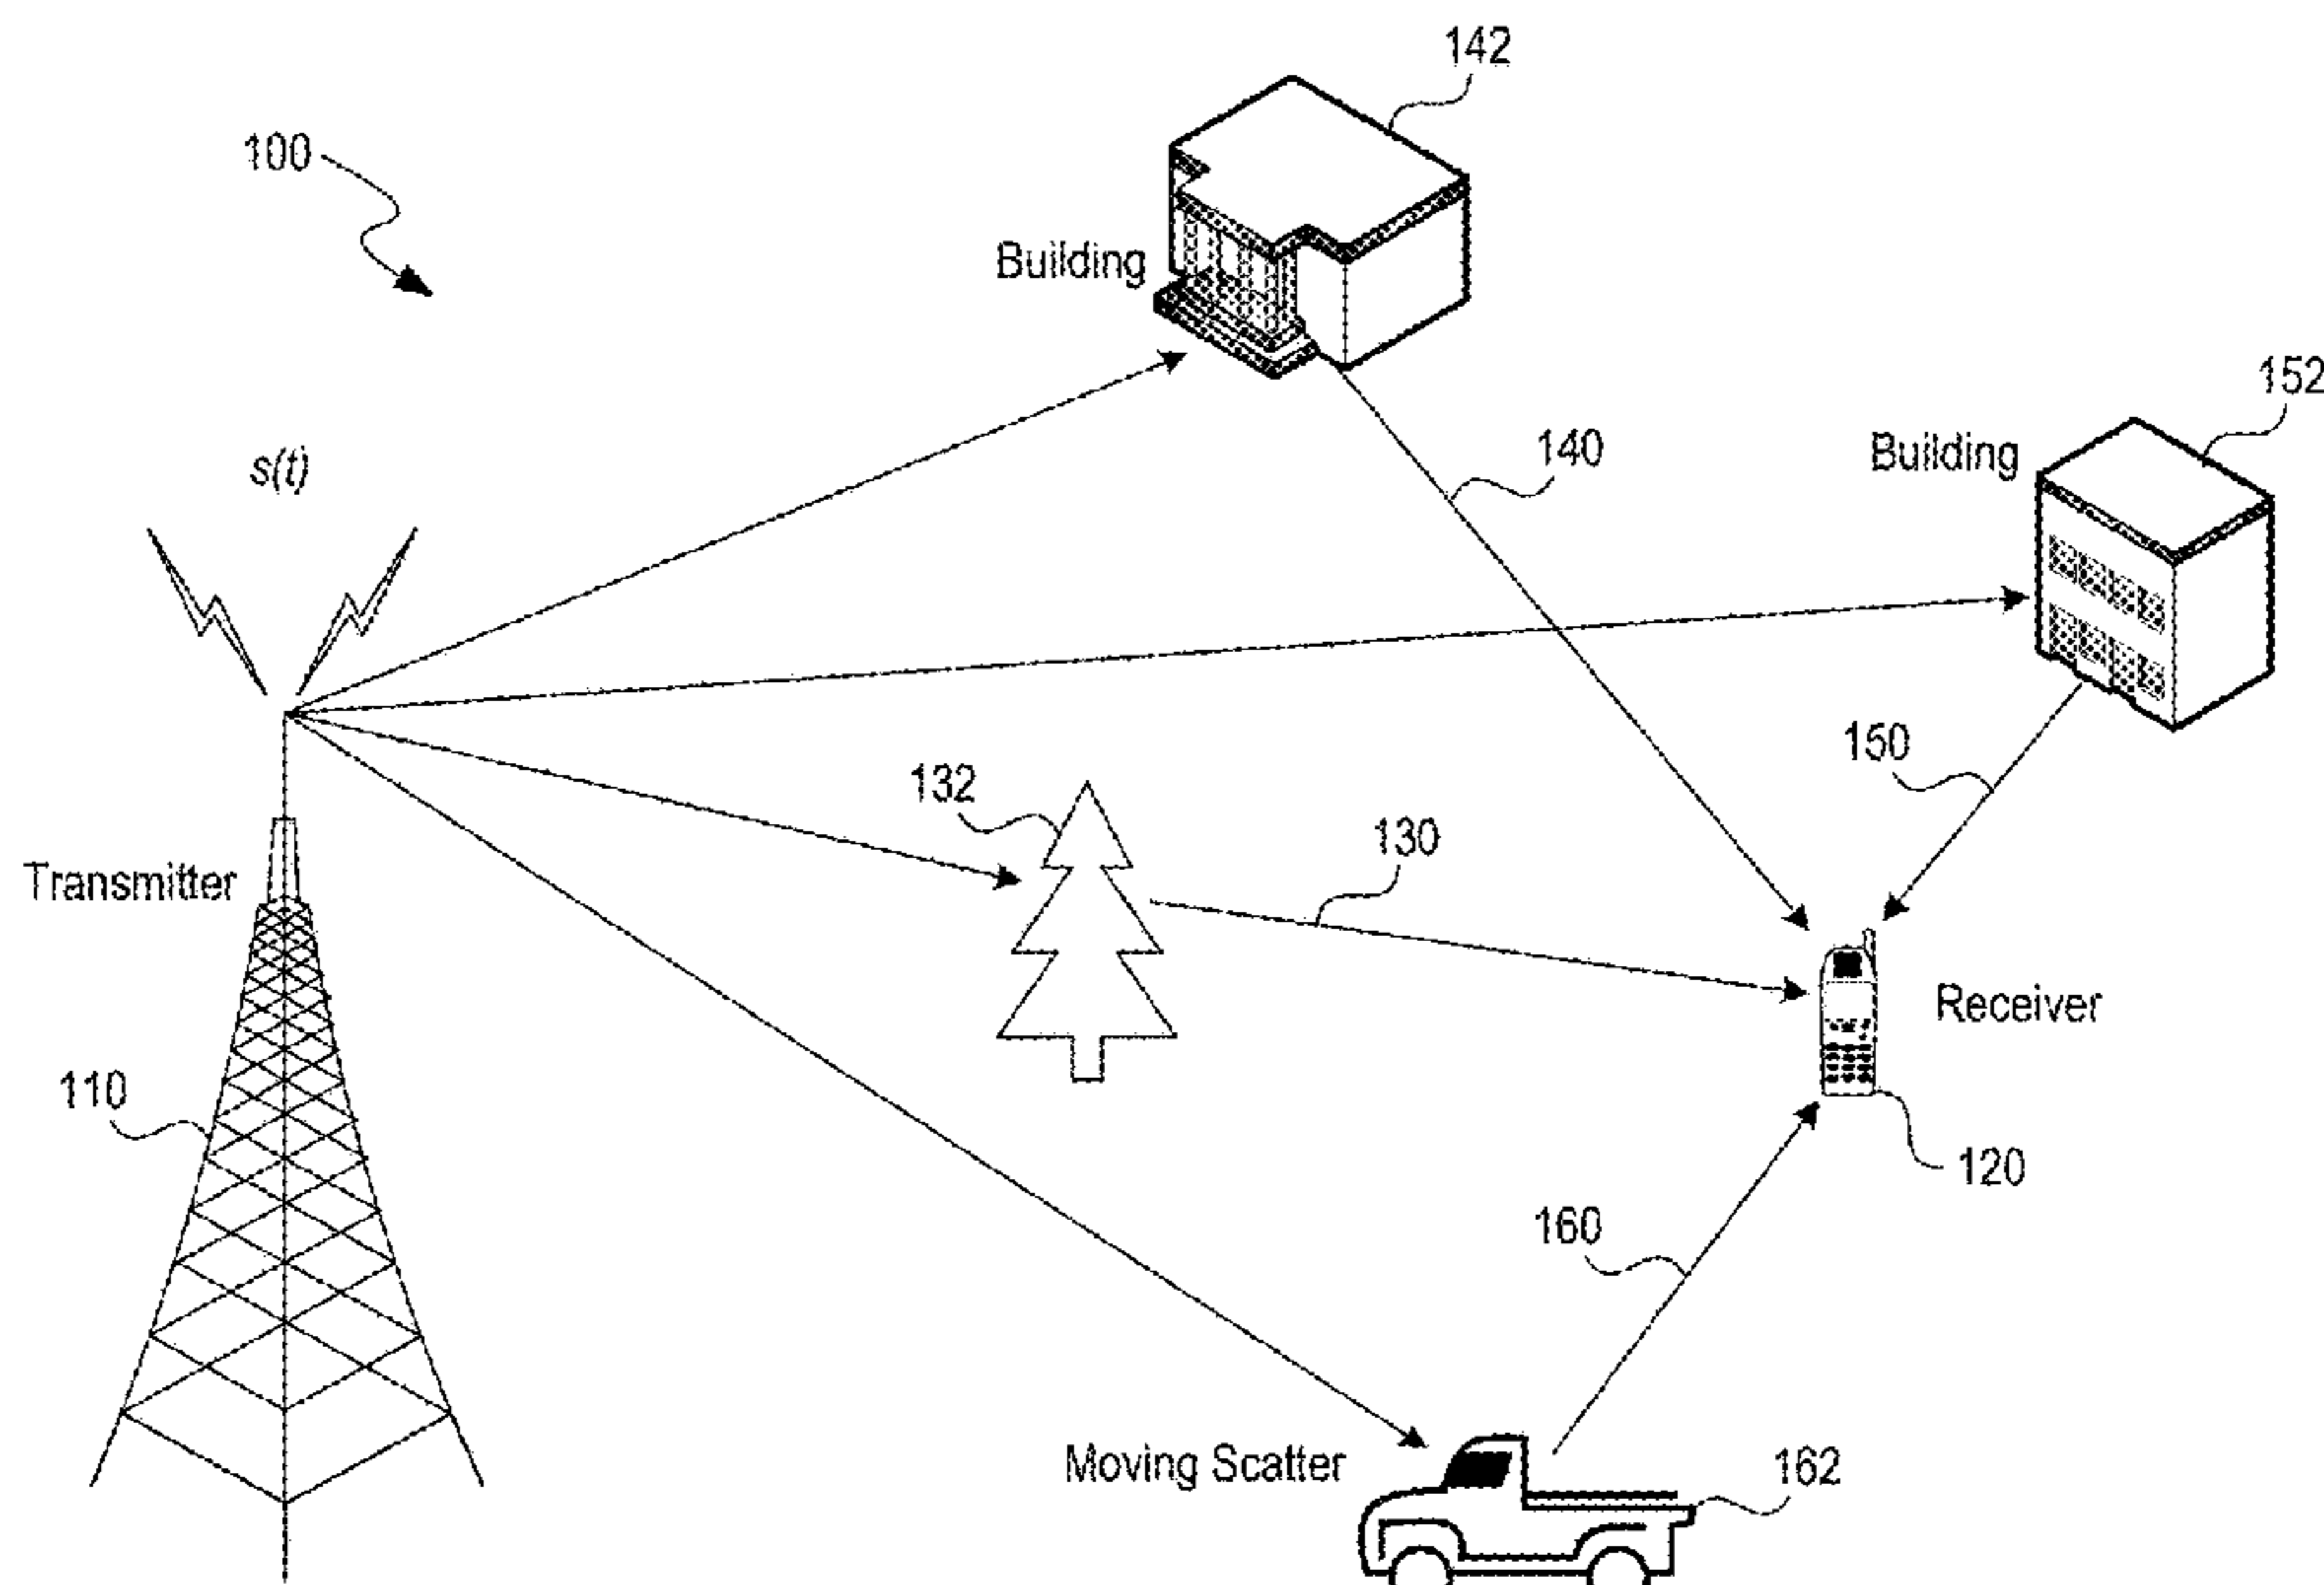 142
100
Building
152
Building
s(t)
140
150
132
130
Transmitter
Receiver
110
120
160
Moving Scatter
162